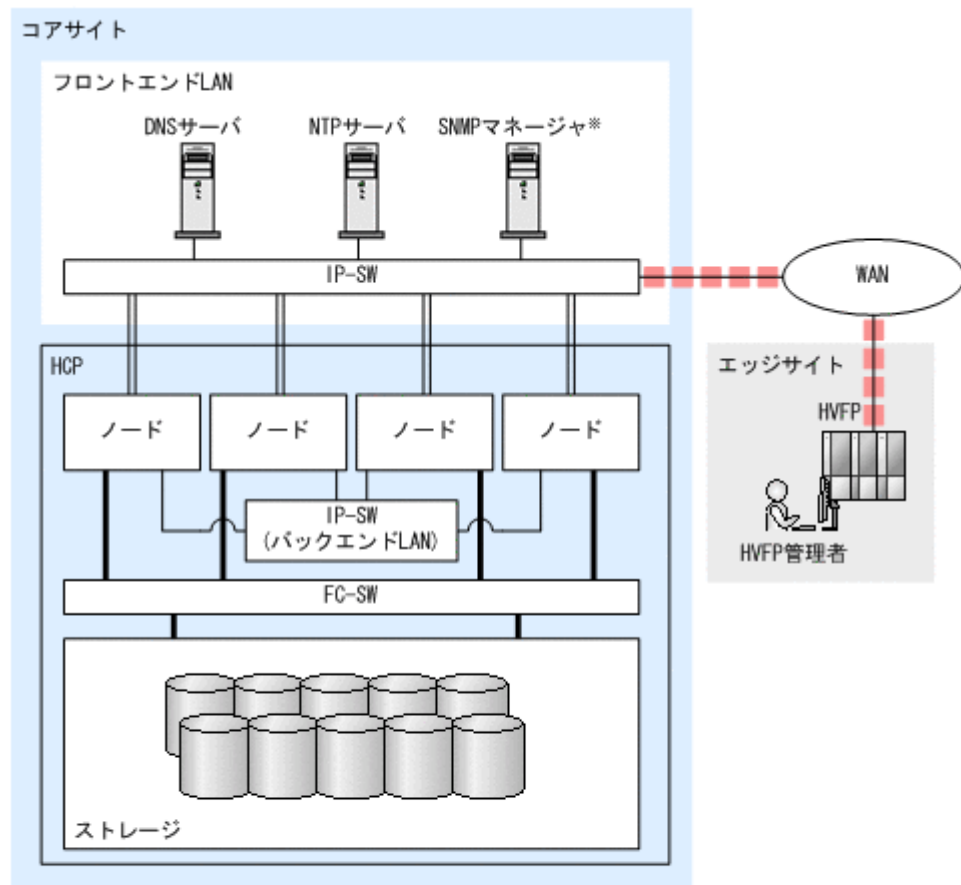 コアサイト
フロントエンドLAN
DNSサーバ
NTPサーバ
SNMPマネージャ※
IP-SW
WAN
HCP
エッジサイト
HVFP
ノード
ノード
ノード
ノード
IP-SW
(バックエンドLAN)
HVFP管理者
FC-SW
ストレージ